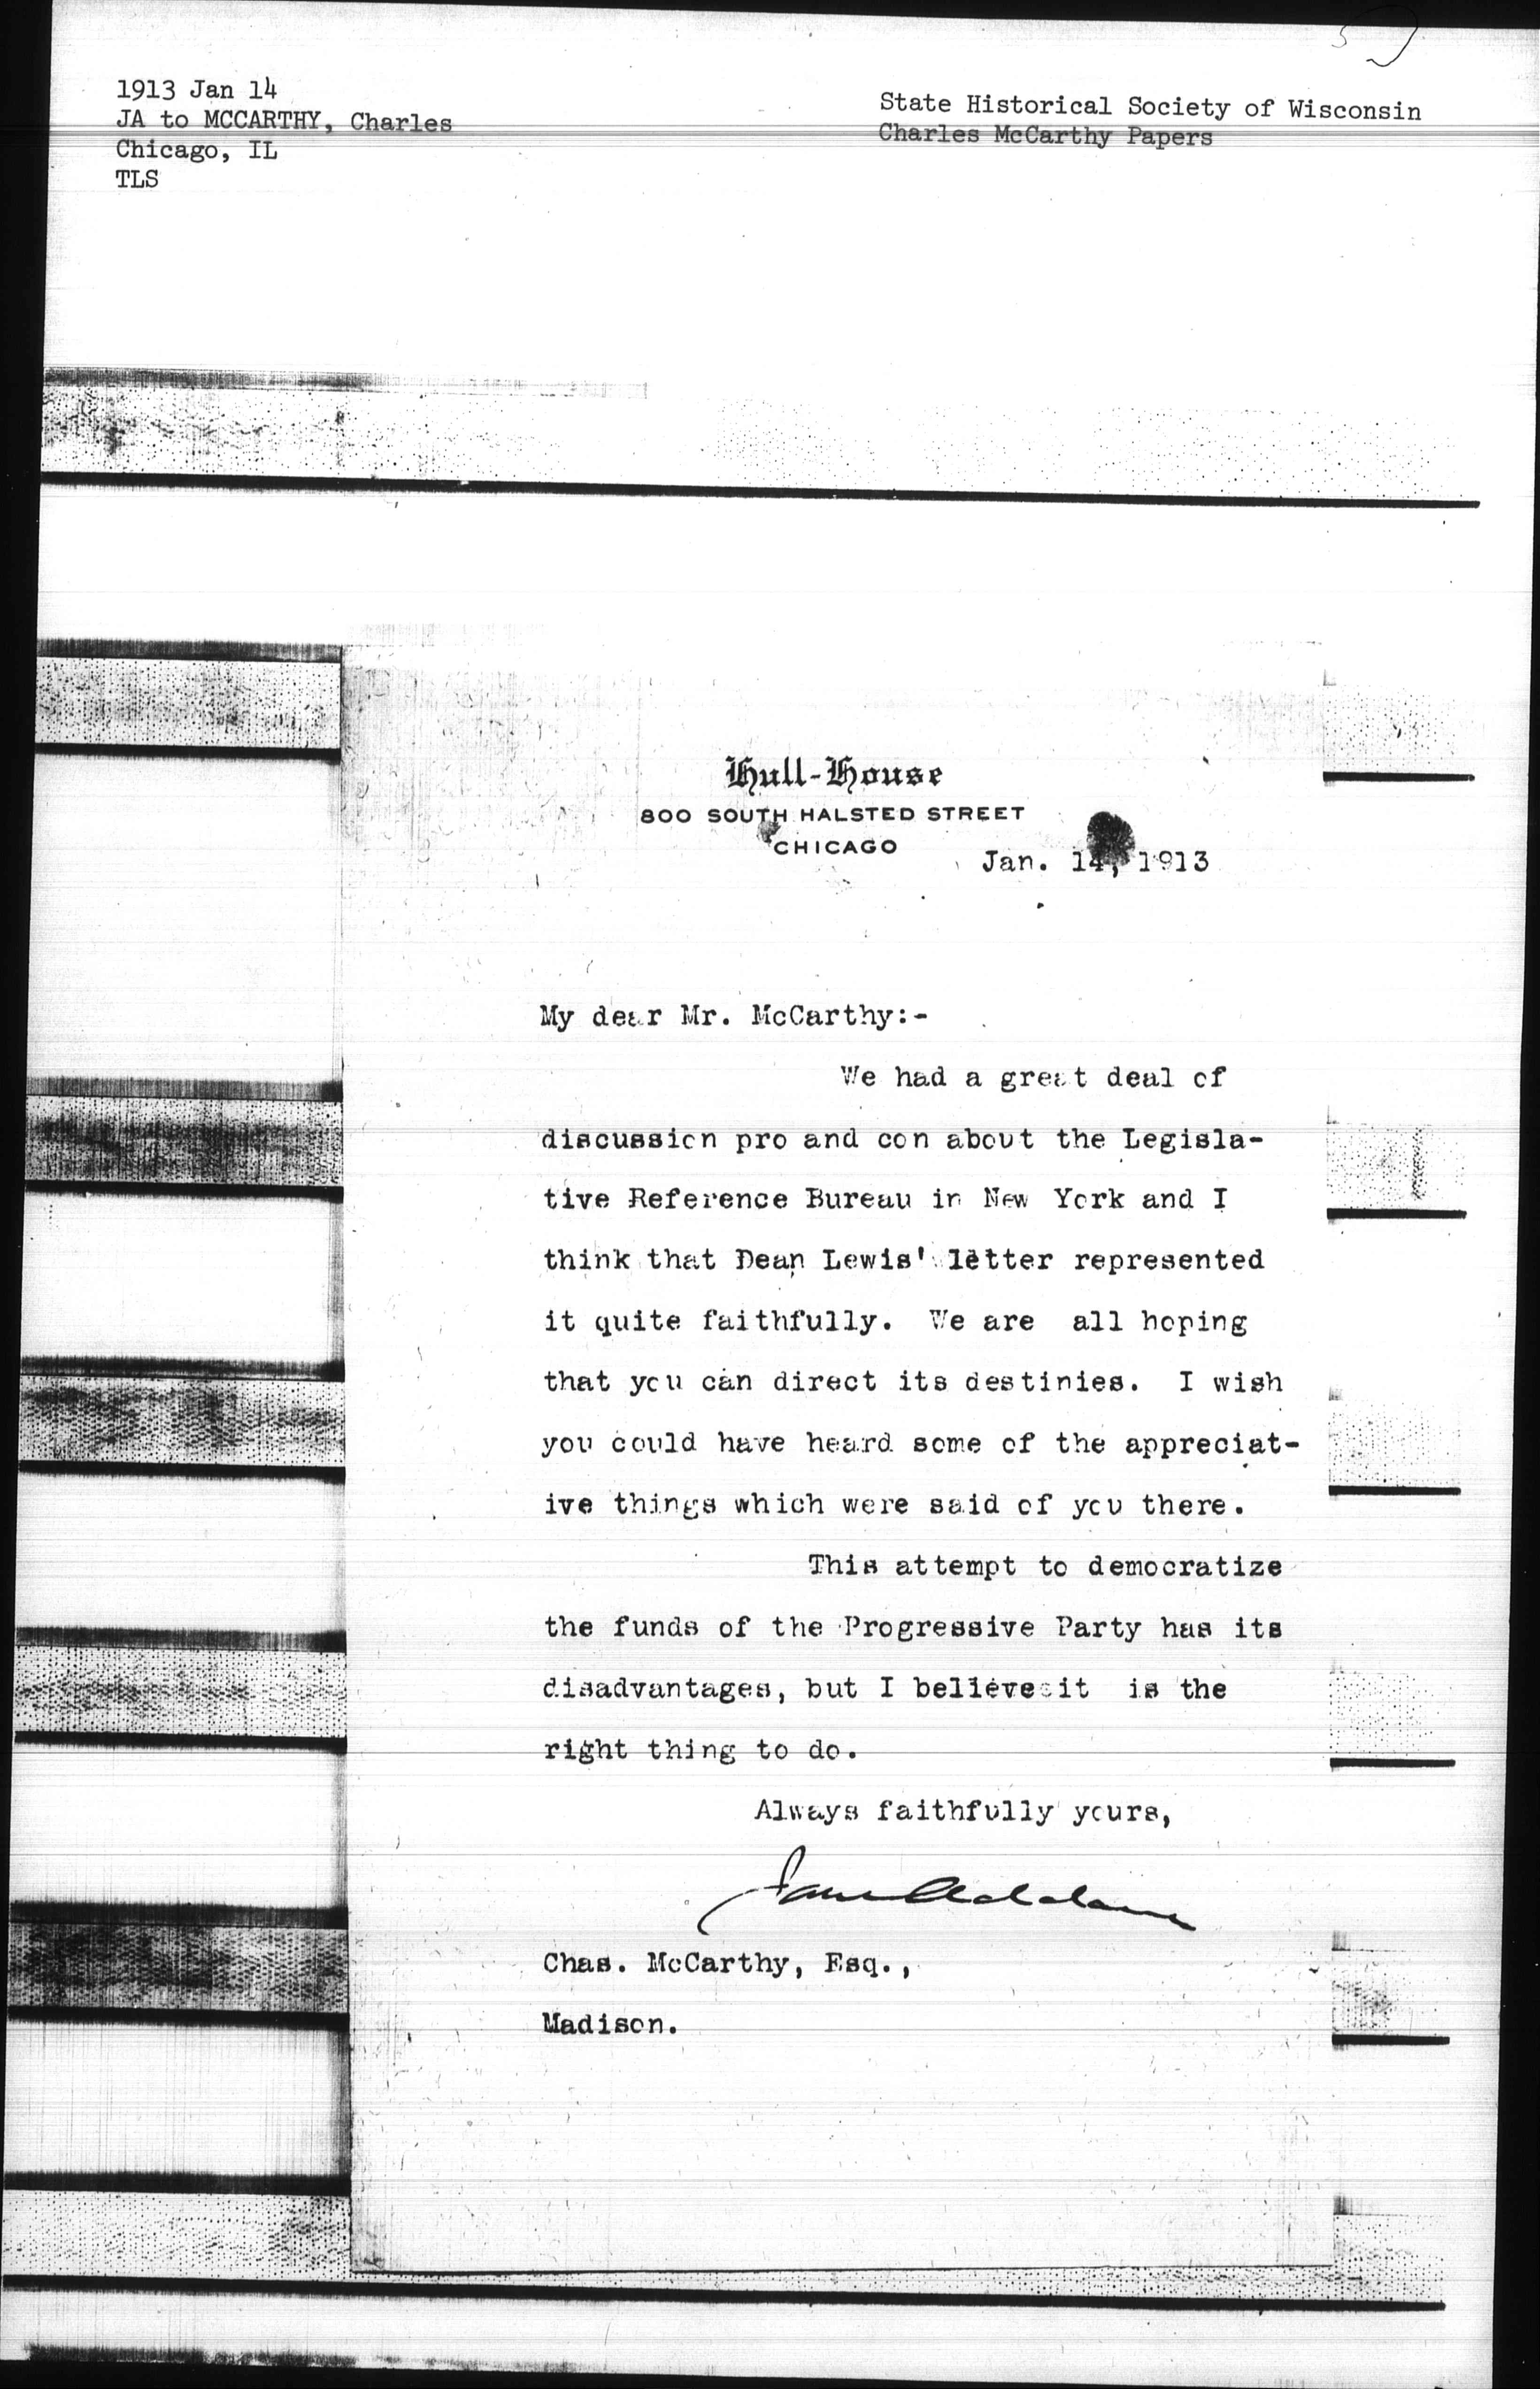 1913 Jan 14
JA to MCCARTHY, Charles
Chicago, IL
TLS
State Historical Society of Wisconsin
Charles McCarthy Papers
Hull-House
800 SOUTH HALSTED STREET
CHICAGO
Jan. 14, 1913
My dear Mr. McCarthy:-
We had a great deal of
discussion pro and con about the Legisla-
tive Reference Bureau in New York and I
think that Dean Lewis' letter represented
it quite faithfully. We are all hoping
that you can direct its destinies. I wish
you could have heard some of the appreciat-
ive things which were said of you there.
This attempt to democratize
the funds of the Progressive Party has its
disadvantages, but I believe it is the
right thing to do.
Always faithfully yours,
Jane Addams
Chas. McCarthy, Esq.,
Madison.